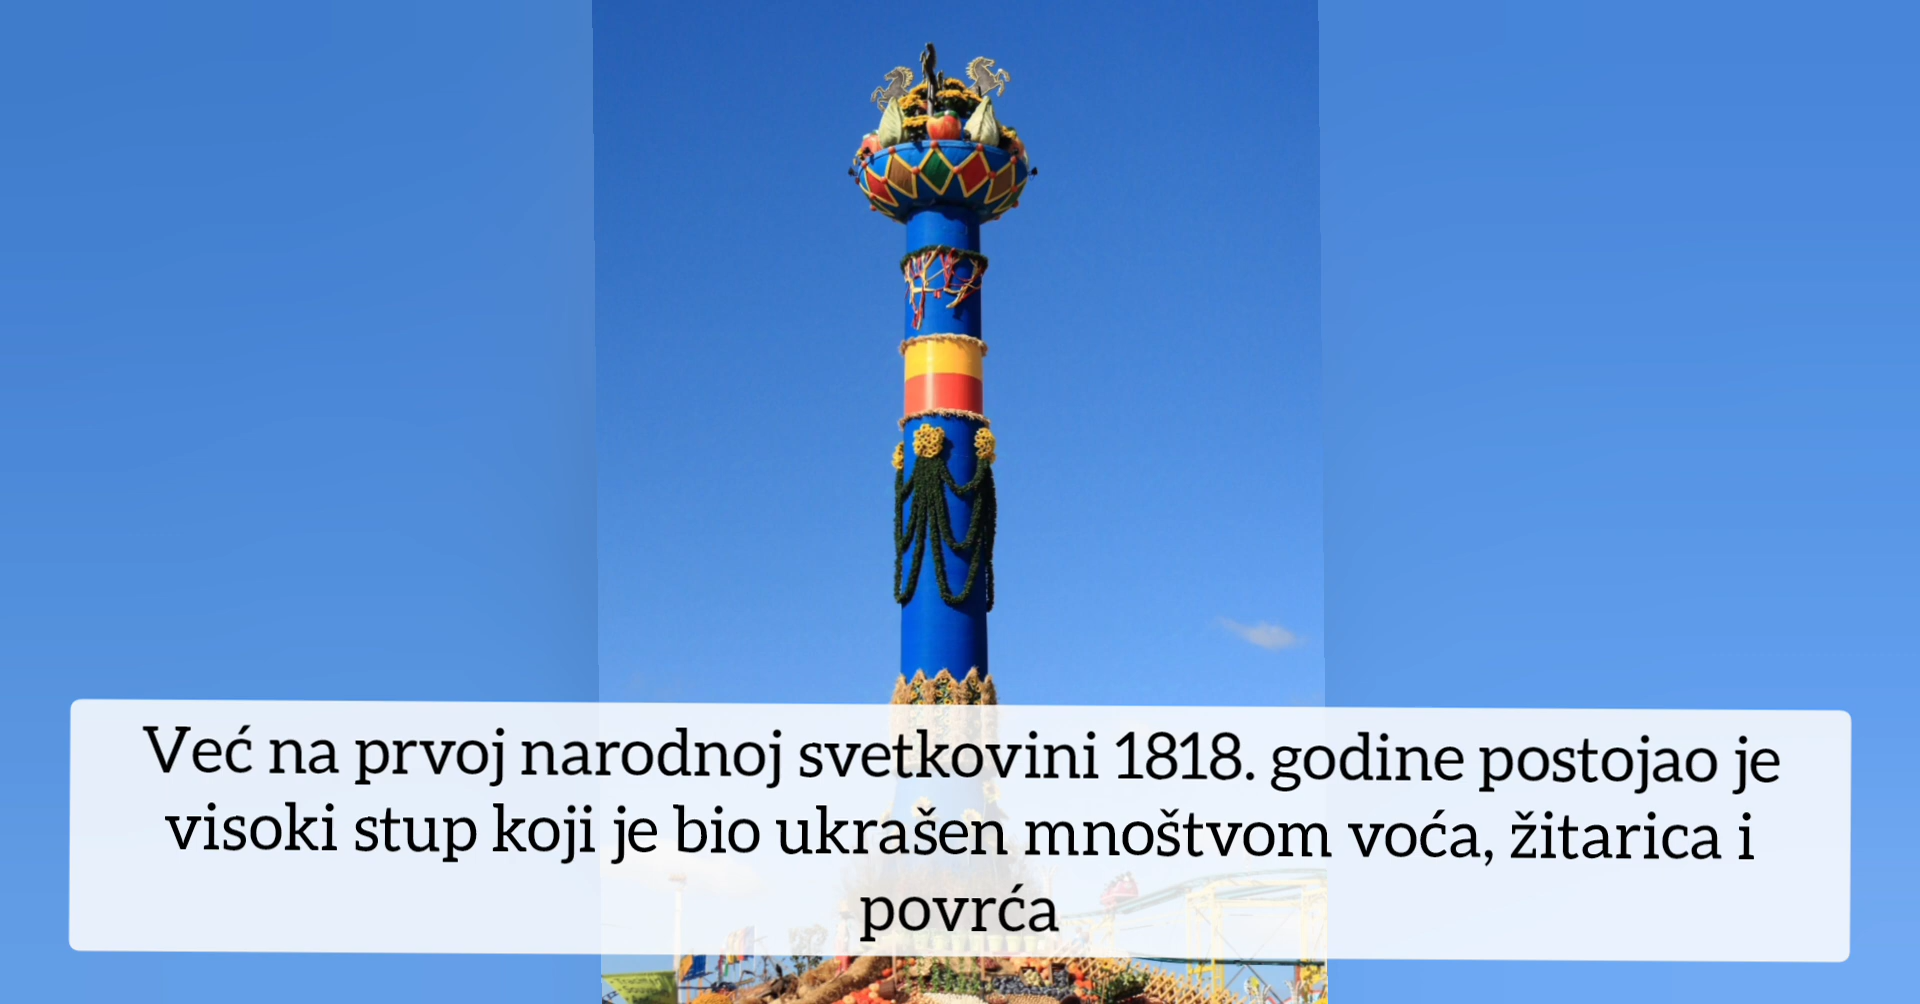 Već na prvoj narodnoj svetkovini 1818. godine postojao je
visoki stup koji je bio ukrašen mnoštvom voća, žitarica i
povrća